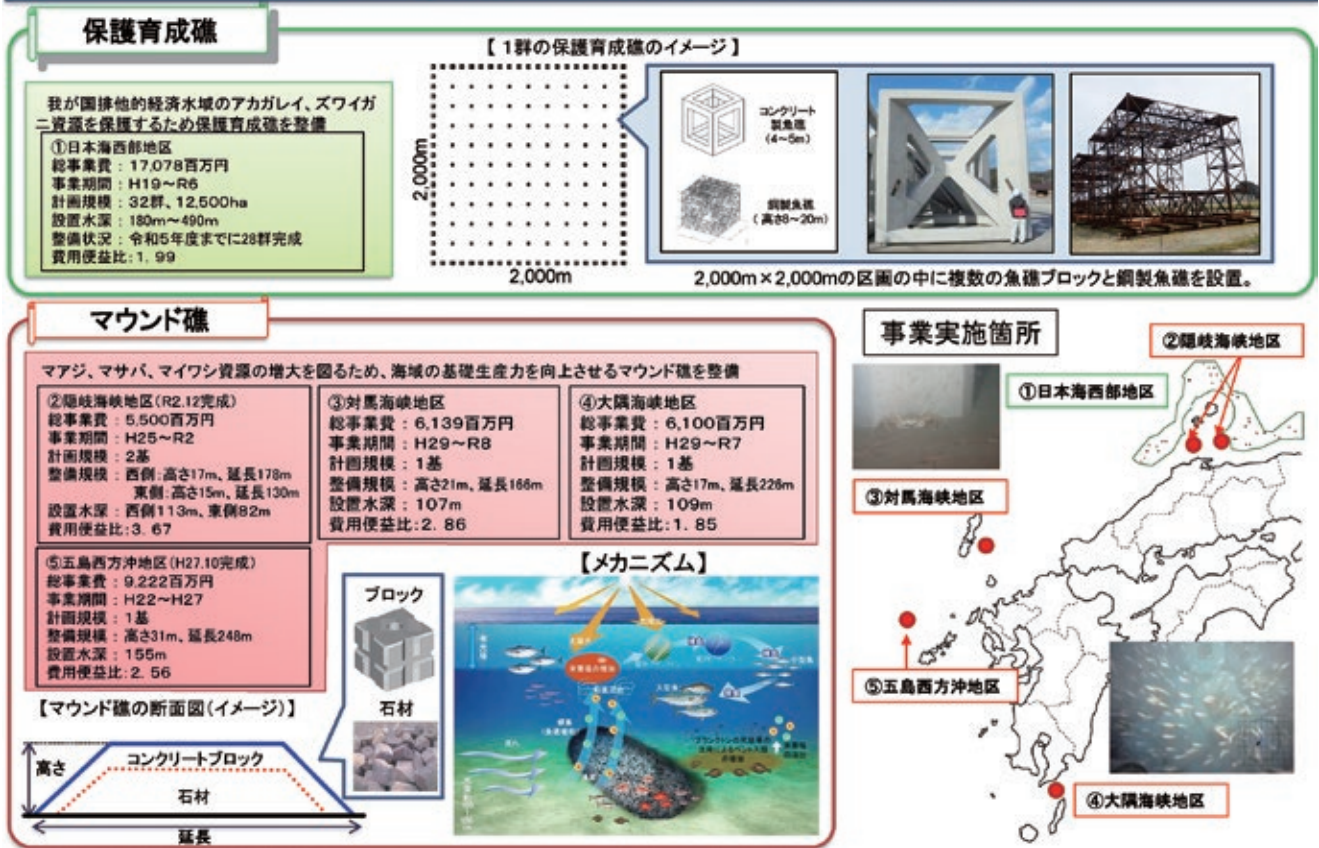 保護育成礁
我が国排他的経済水域のアカガレイ、ズワイガ
ニ資源を保護するため保護育成礁を整備
①日本海西部地区
総事業費：17,078百万円
事業期間：H19～R6
計画規模：32群、12,500ha
設置水深：180m～490m
整備状況：令和5年度までに28群完成
費用便益比：1．99
【 1群の保護育成礁のイメージ 】
2,000m
2,000m
コンクリート
製魚礁
(4～5m)
鋼製魚礁
（ 高さ8～20m）
2,000m×2,000mの区画の中に複数の魚礁ブロックと鋼製魚礁を設置。
マウンド礁
マアジ、マサバ、マイワシ資源の増大を図るため、海域の基礎生産力を向上させるマウンド礁を整備
②隠岐海峡地区(R2.12完成)
総事業費：5,500百万円
事業期間：H25～R2
計画規模：2基
整備規模：西側：高さ17m、延長178m
東側：高さ15m、延長130m
設置水深：西側113m、東側82m
費用便益比：3．67
③対馬海峡地区
総事業費：6,139百万円
事業期間：H29～R8
計画規模：1基
整備規模：高さ21m、延長166m
設置水深：107m
費用便益比：2．86
④大隅海峡地区
総事業費：6,100百万円
事業期間：H29～R7
計画規模：1基
整備規模：高さ17m、延長226m
設置水深：109m
費用便益比：1．85
⑤五島西方沖地区(H27.10完成)
総事業費：9,222百万円
事業期間：H22～H27
計画規模：1基
整備規模：高さ31m、延長248m
設置水深：155m
費用便益比：2．56
【マウンド礁の断面図(イメージ)】
高さ
コンクリートブロック
石材
延長
ブロック
石材
【メカニズム】
事業実施箇所
②隠岐海峡地区
①日本海西部地区
③対馬海峡地区
⑤五島西方沖地区
④大隅海峡地区